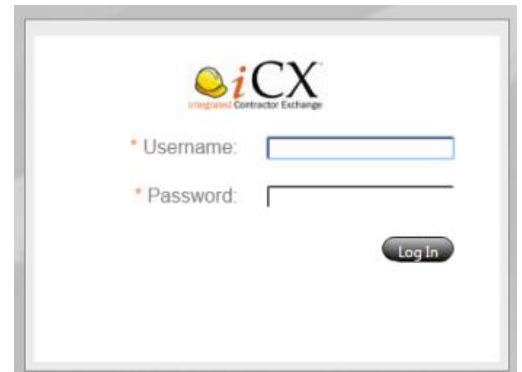 iCX
Integrated Contractor Exchange
* Username:
* Password:
Log In